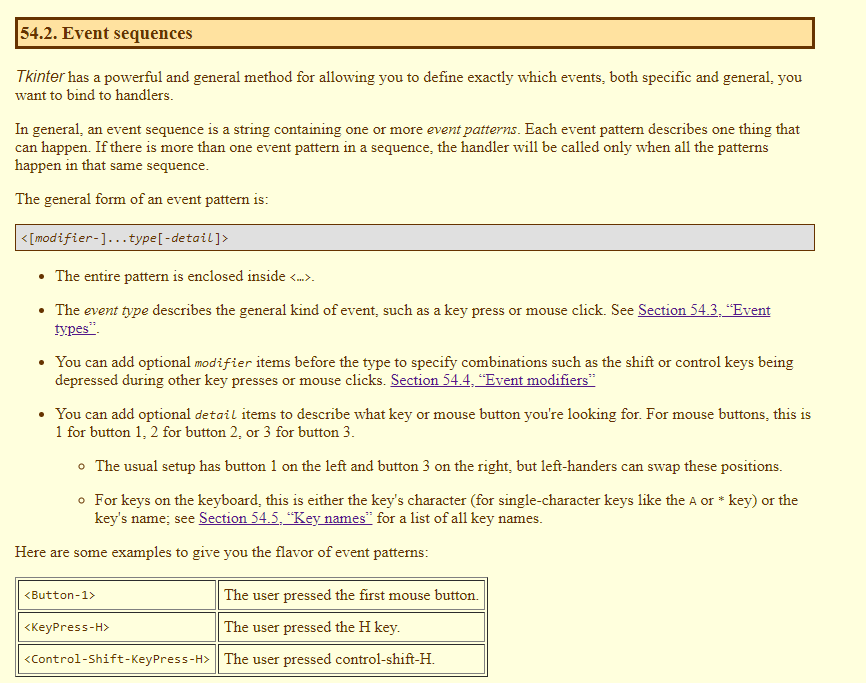 54.2. Event sequences
Tkinter has a powerful and general method for allowing you to define exactly which events, both specific and general, you
want to bind to handlers.
In general, an event sequence is a string containing one or more event patterns. Each event pattern describes one thing that
can happen. If there is more than one event pattern in a sequence, the handler will be called only when all the patterns
happen in that same sequence.
The general form of an event pattern is:
<[modifier-]...type[-detail]>
• The entire pattern is enclosed inside <…>.
• The event type describes the general kind of event, such as a key press or mouse click. See Section 54.3, “Event
types”.
• You can add optional modifier items before the type to specify combinations such as the shift or control keys being
depressed during other key presses or mouse clicks. Section 54.4, “Event modifiers”
• You can add optional detail items to describe what key or mouse button you're looking for. For mouse buttons, this is
1 for button 1, 2 for button 2, or 3 for button 3.
◦ The usual setup has button 1 on the left and button 3 on the right, but left-handers can swap these positions.
◦ For keys on the keyboard, this is either the key's character (for single-character keys like the A or * key) or the
key's name; see Section 54.5, “Key names” for a list of all key names.
Here are some examples to give you the flavor of event patterns:
<Button-1> The user pressed the first mouse button.
<KeyPress-H> The user pressed the H key.
<Control-Shift-KeyPress-H> The user pressed control-shift-H.